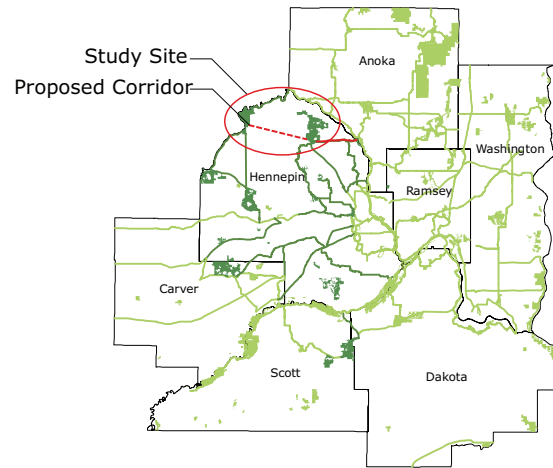 Study Site
Proposed Corridor
Anoka
Washington
Hennepin
Ramsey
Carver
Scott
Dakota